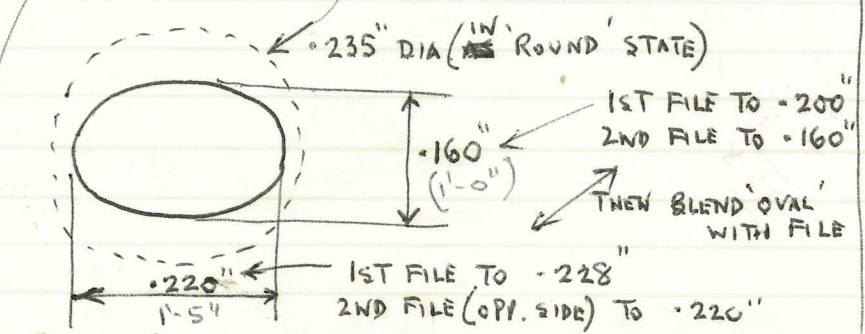 ·235" DIA (IN 'ROUND' STATE)
1ST FILE TO ·200"
2ND FILE TO ·160"
·160"
(1'-0")
THEN BLEND 'OVAL'
WITH FILE
·220"
1'-5"
1ST FILE TO ·228"
2ND FILE (OPP. SIDE) TO ·220"